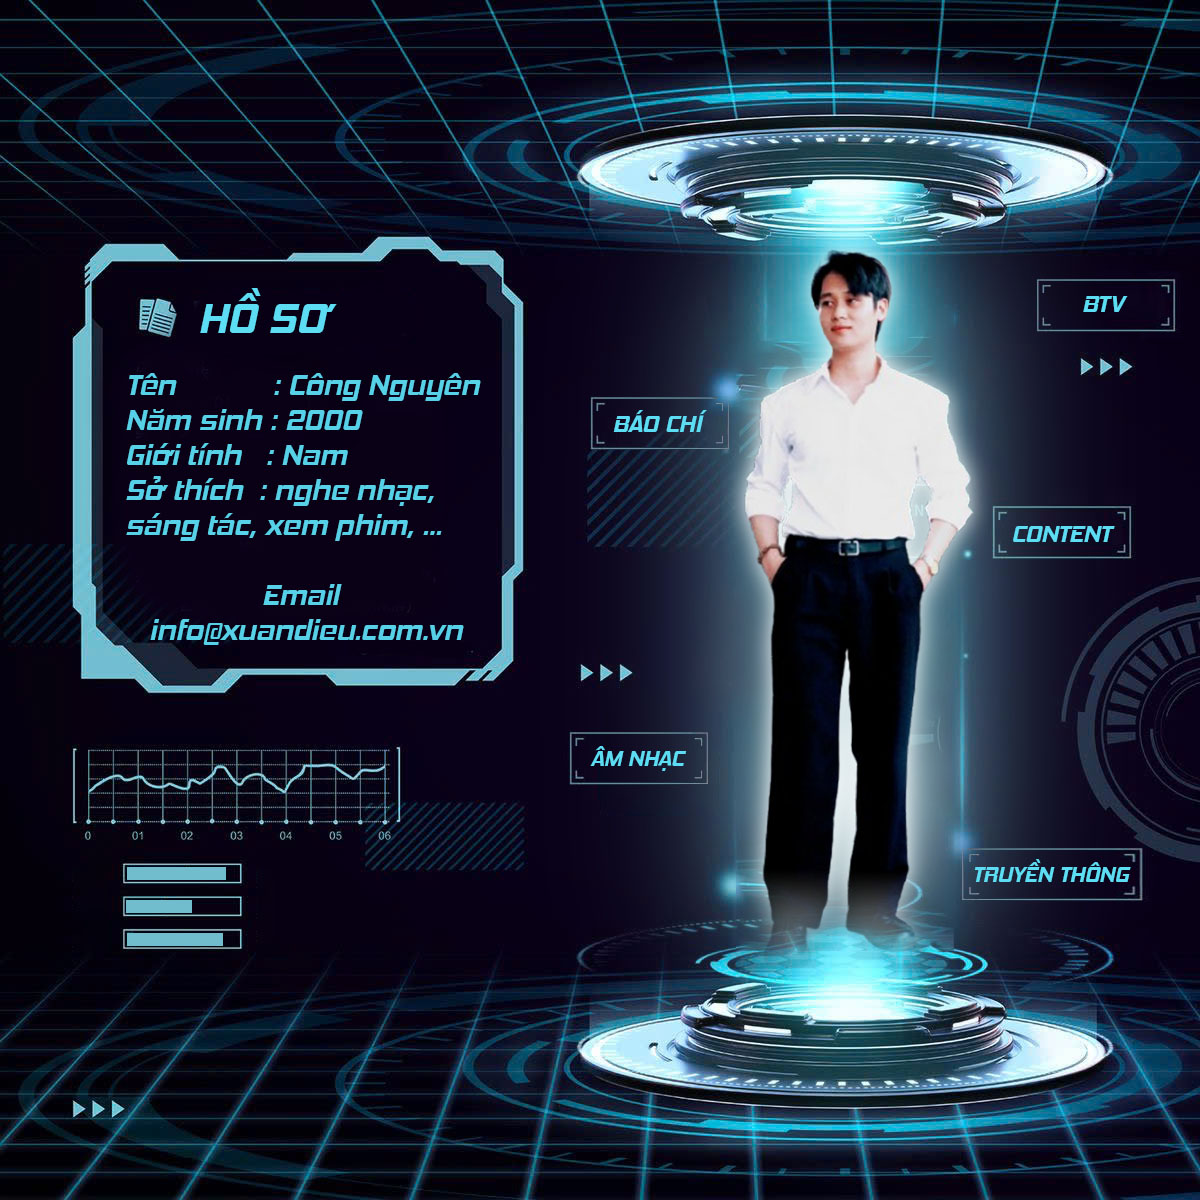 HỒ SƠ
Tên : Công Nguyên
Năm sinh : 2000
Giới tính : Nam
Sở thích : nghe nhạc,
sáng tác, xem phim, ...
Email
info@xuandieu.com.vn
BTV
BÁO CHÍ
CONTENT
ÂM NHẠC
TRUYỀN THÔNG
0 01 02 03 04 05 06